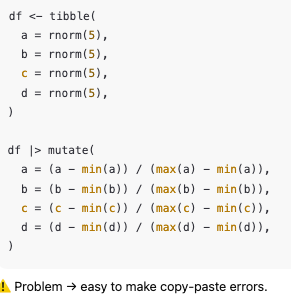 df <- tibble(
  a = rnorm(5),
  b = rnorm(5),
  c = rnorm(5),
  d = rnorm(5),
)

df |> mutate(
  a = (a - min(a)) / (max(a) - min(a)),
  b = (b - min(b)) / (max(b) - min(b)),
  c = (c - min(c)) / (max(c) - min(c)),
  d = (d - min(d)) / (max(d) - min(d)),
)
⚠️ Problem → easy to make copy-paste errors.